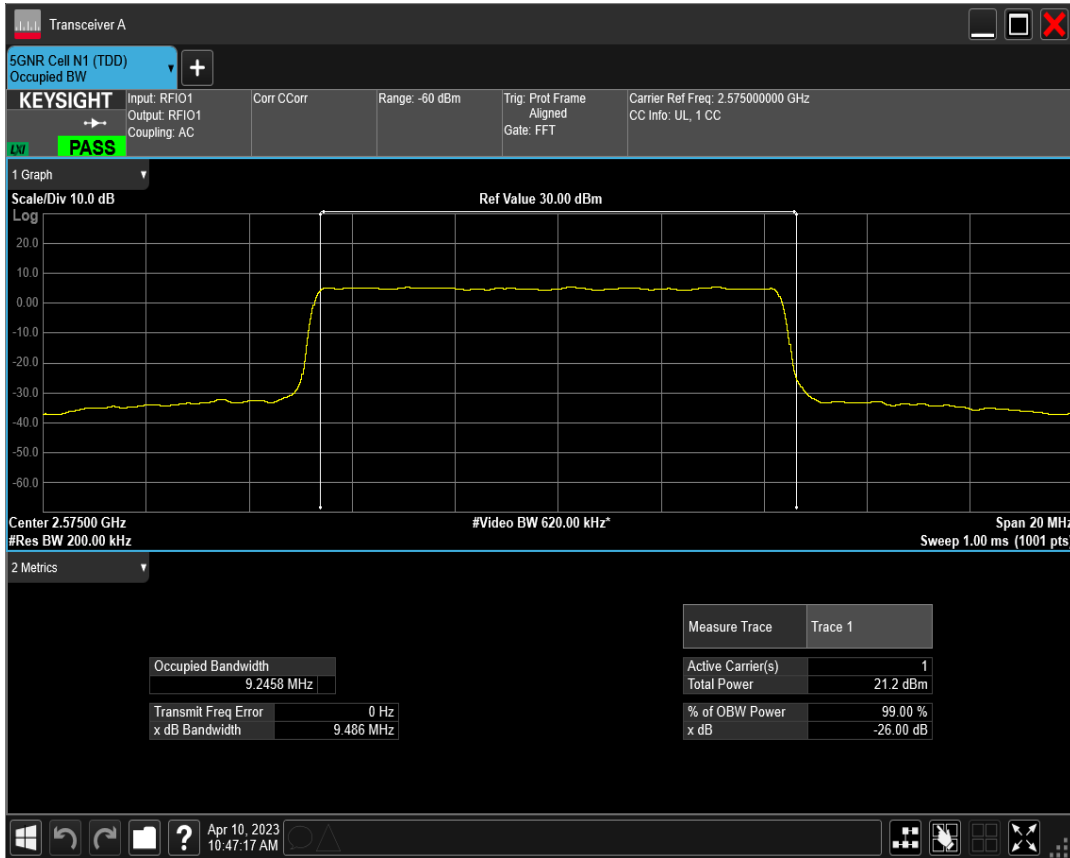 Transceiver A
5GNR Cell N1 (TDD)
Occupied BW
+
KEYSIGHT
LXI
PASS
Input: RFIO1
Output: RFIO1
Coupling: AC
Corr CCorr
Range: -60 dBm
Trig: Prot Frame
Aligned
Gate: FFT
Carrier Ref Freq: 2.575000000 GHz
CC Info: UL, 1 CC
1 Graph
Scale/Div 10.0 dB
Ref Value 30.00 dBm
Log
20.0
10.0
0.00
-10.0
-20.0
-30.0
-40.0
-50.0
-60.0
Center 2.57500 GHz
#Video BW 620.00 kHz*
Span 20 MHz
#Res BW 200.00 kHz
Sweep 1.00 ms (1001 pts)
2 Metrics
Measure Trace Trace 1
Occupied Bandwidth
9.2458 MHz
Active Carrier(s) 1
Total Power 21.2 dBm
Transmit Freq Error 0 Hz
x dB Bandwidth 9.486 MHz
% of OBW Power 99.00 %
x dB -26.00 dB
?
Apr 10, 2023
10:47:17 AM